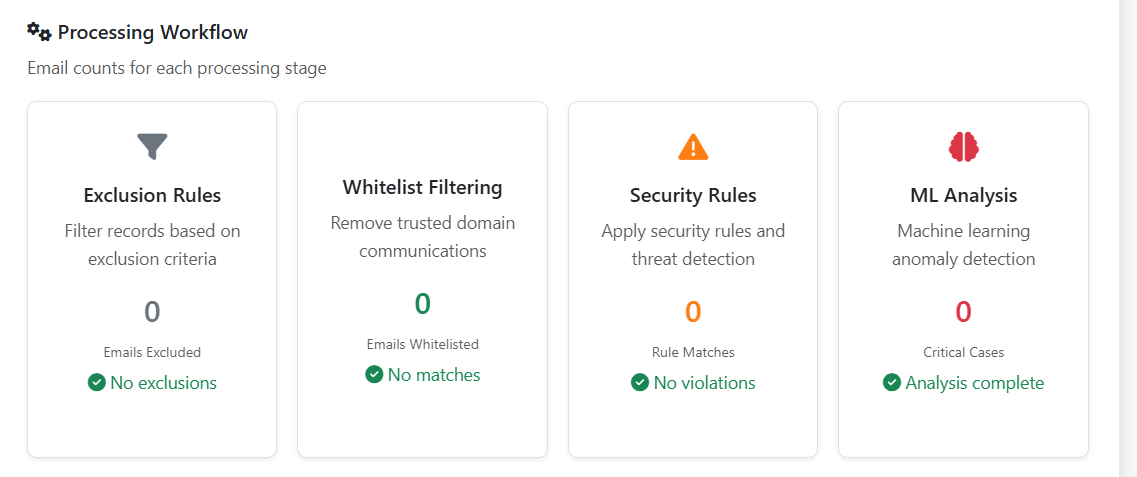 Processing Workflow
Email counts for each processing stage
Exclusion Rules
Filter records based on
exclusion criteria
0
Emails Excluded
No exclusions
Whitelist Filtering
Remove trusted domain
communications
0
Emails Whitelisted
No matches
Security Rules
Apply security rules and
threat detection
0
Rule Matches
No violations
ML Analysis
Machine learning
anomaly detection
0
Critical Cases
Analysis complete